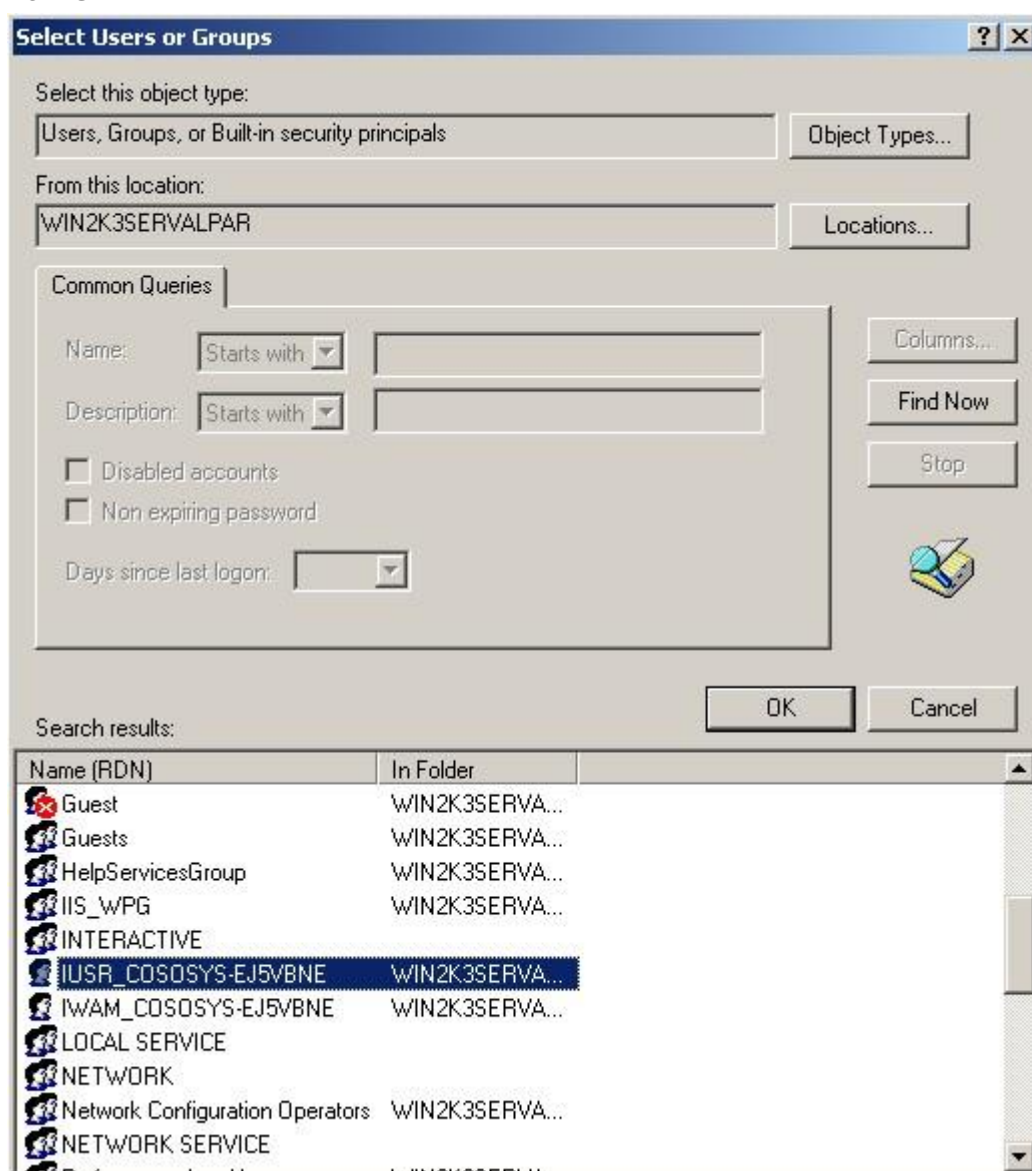 Select Users or Groups
Select this object type:
Users, Groups, or Built-in security principals
Object Types...
From this location:
WIN2K3SERVALPAR
Locations...
Common Queries
Name: Starts with
Columns...
Description: Starts with
Find Now
Disabled accounts
Stop
Non expiring password
Days since last logon:
OK Cancel
Search results:
Name (RDN) In Folder
Guest WIN2K3SERVA...
Guests WIN2K3SERVA...
HelpServicesGroup WIN2K3SERVA...
IIS_WPG WIN2K3SERVA...
INTERACTIVE
IUSR_COSOSYS-EJ5VBNE WIN2K3SERVA...
IWAM_COSOSYS-EJ5VBNE WIN2K3SERVA...
LOCAL SERVICE
NETWORK
Network Configuration Operators WIN2K3SERVA...
NETWORK SERVICE